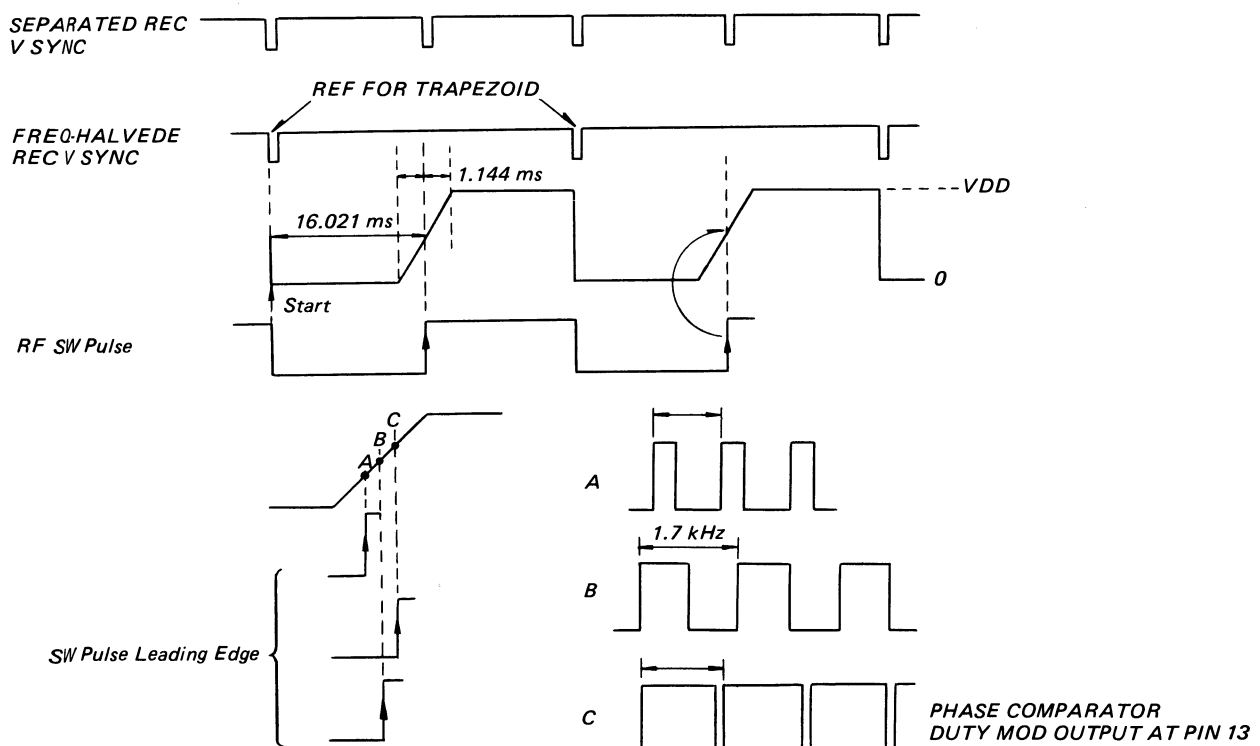 SEPARATED REC
V SYNC
REF FOR TRAPEZOID
FREQ-HALVEDE
REC V SYNC
1.144 ms
VDD
16.021 ms
0
Start
RF SW Pulse
C
B
A
A
1.7 kHz
B
SW Pulse Leading Edge
C
PHASE COMPARATOR
DUTY MOD OUTPUT AT PIN 13